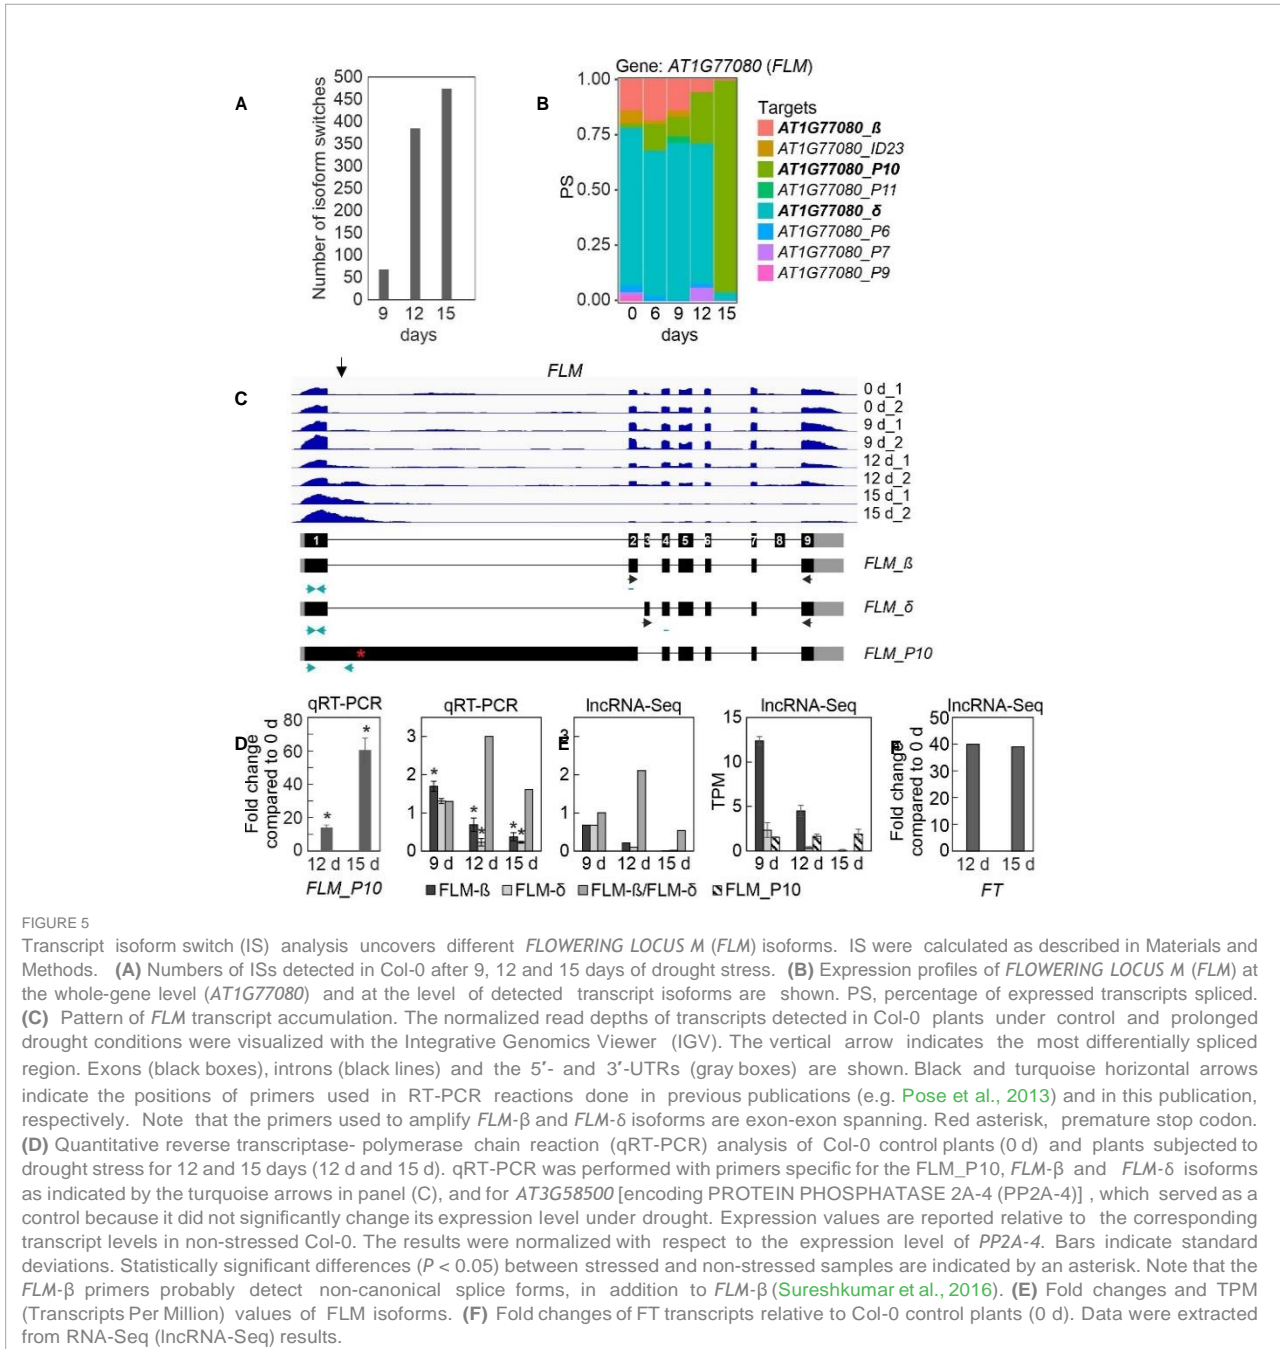 A
Number of isoform switches
500
450
400
350
300
250
200
150
100
50
0
9 12 15
days
B
Gene: AT1G77080 (FLM)
PS
1.00
0.75
0.50
0.25
0.00
0 6 9 12 15
days
Targets
AT1G77080_ß
AT1G77080_ID23
AT1G77080_P10
AT1G77080_P11
AT1G77080_δ
AT1G77080_P6
AT1G77080_P7
AT1G77080_P9
C
FLM
0 d_1
0 d_2
9 d_1
9 d_2
12 d_1
12 d_2
15 d_1
15 d_2
1 2 3 4 5 6 7 8 9
FLM_ß
FLM_δ
*
FLM_P10
D
qRT-PCR
Fold change
compared to 0 d
80
60
40
20
0
* *
12 d 15 d
FLM_P10
qRT-PCR
3
2
1
0
* * * * *
9 d 12 d 15 d
E
lncRNA-Seq
3
2
1
0
9 d 12 d 15 d
lncRNA-Seq
TPM
15
10
5
0
9 d 12 d 15 d
FLM-ß FLM-δ FLM-ß/FLM-δ FLM_P10
F
lncRNA-Seq
Fold change
compared to 0 d
50
40
30
20
10
0
12 d 15 d
FT
FIGURE 5
Transcript isoform switch (IS) analysis uncovers different FLOWERING LOCUS M (FLM) isoforms. IS were calculated as described in Materials and
Methods. (A) Numbers of ISs detected in Col-0 after 9, 12 and 15 days of drought stress. (B) Expression profiles of FLOWERING LOCUS M (FLM) at
the whole-gene level (AT1G77080) and at the level of detected transcript isoforms are shown. PS, percentage of expressed transcripts spliced.
(C) Pattern of FLM transcript accumulation. The normalized read depths of transcripts detected in Col-0 plants under control and prolonged
drought conditions were visualized with the Integrative Genomics Viewer (IGV). The vertical arrow indicates the most differentially spliced
region. Exons (black boxes), introns (black lines) and the 5′- and 3′-UTRs (gray boxes) are shown. Black and turquoise horizontal arrows
indicate the positions of primers used in RT-PCR reactions done in previous publications (e.g. Pose et al., 2013) and in this publication,
respectively. Note that the primers used to amplify FLM-β and FLM-δ isoforms are exon-exon spanning. Red asterisk, premature stop codon.
(D) Quantitative reverse transcriptase- polymerase chain reaction (qRT-PCR) analysis of Col-0 control plants (0 d) and plants subjected to
drought stress for 12 and 15 days (12 d and 15 d). qRT-PCR was performed with primers specific for the FLM_P10, FLM-β and FLM-δ isoforms
as indicated by the turquoise arrows in panel (C), and for AT3G58500 [encoding PROTEIN PHOSPHATASE 2A-4 (PP2A-4)] , which served as a
control because it did not significantly change its expression level under drought. Expression values are reported relative to the corresponding
transcript levels in non-stressed Col-0. The results were normalized with respect to the expression level of PP2A-4. Bars indicate standard
deviations. Statistically significant differences (P < 0.05) between stressed and non-stressed samples are indicated by an asterisk. Note that the
FLM-β primers probably detect non-canonical splice forms, in addition to FLM-β (Sureshkumar et al., 2016). (E) Fold changes and TPM
(Transcripts Per Million) values of FLM isoforms. (F) Fold changes of FT transcripts relative to Col-0 control plants (0 d). Data were extracted
from RNA-Seq (lncRNA-Seq) results.